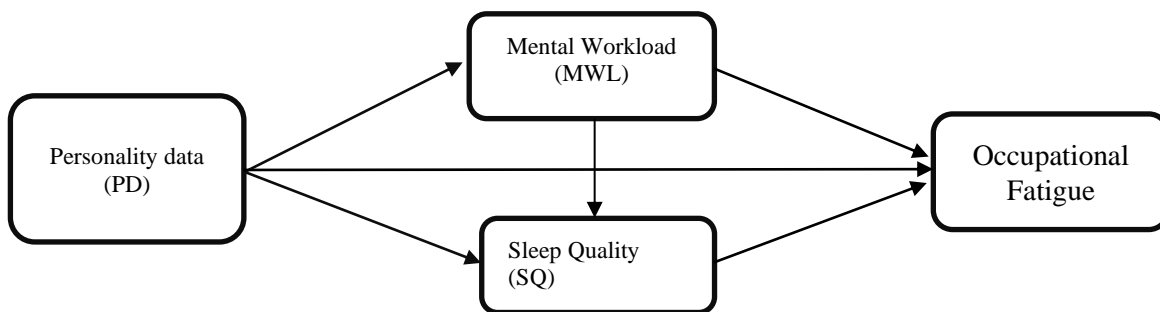 Mental Workload
(MWL)
Personality data
(PD)
Occupational
Fatigue
Sleep Quality
(SQ)